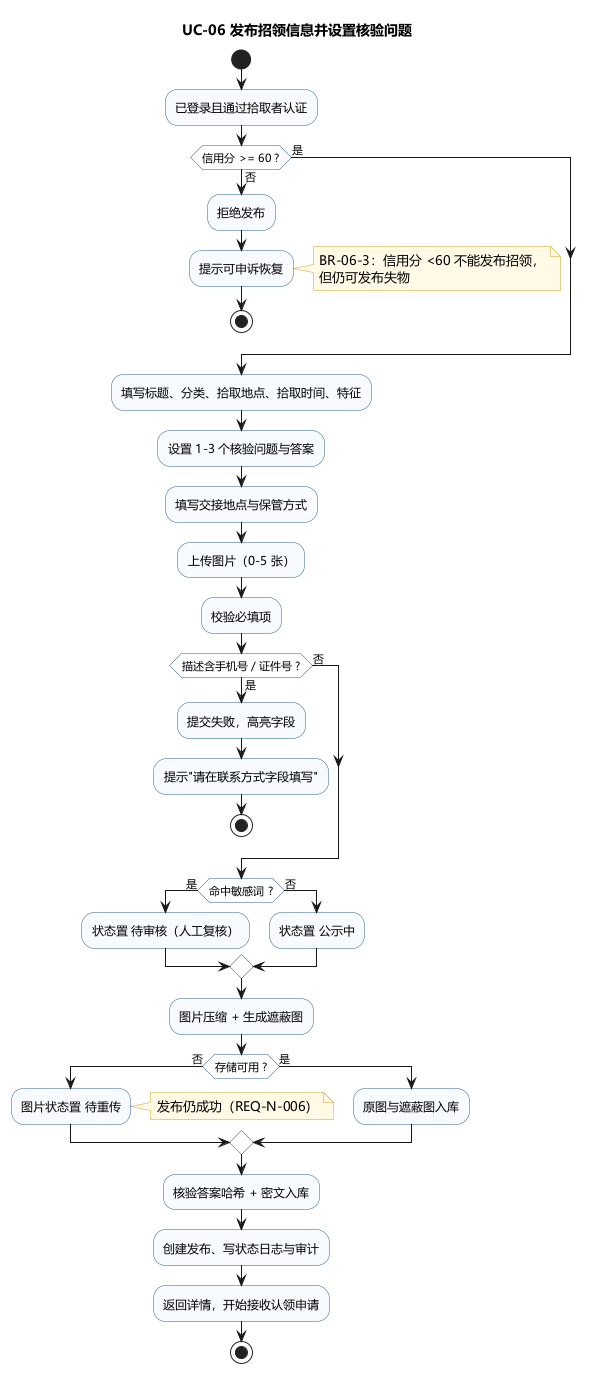 UC-06 发布招领信息并设置核验问题
已登录且通过拾取者认证
信用分 >= 60 ?
是
否
拒绝发布
提示可申诉恢复
BR-06-3：信用分 <60 不能发布招领，
但仍可发布失物
填写标题、分类、拾取地点、拾取时间、特征
设置 1-3 个核验问题与答案
填写交接地点与保管方式
上传图片（0-5 张）
校验必填项
描述含手机号 / 证件号 ?
否
是
提交失败，高亮字段
提示"请在联系方式字段填写"
是
命中敏感词 ?
否
状态置 待审核（人工复核）
状态置 公示中
图片压缩 + 生成遮蔽图
否
存储可用 ?
是
图片状态置 待重传
发布仍成功（REQ-N-006）
原图与遮蔽图入库
核验答案哈希 + 密文入库
创建发布、写状态日志与审计
返回详情，开始接收认领申请